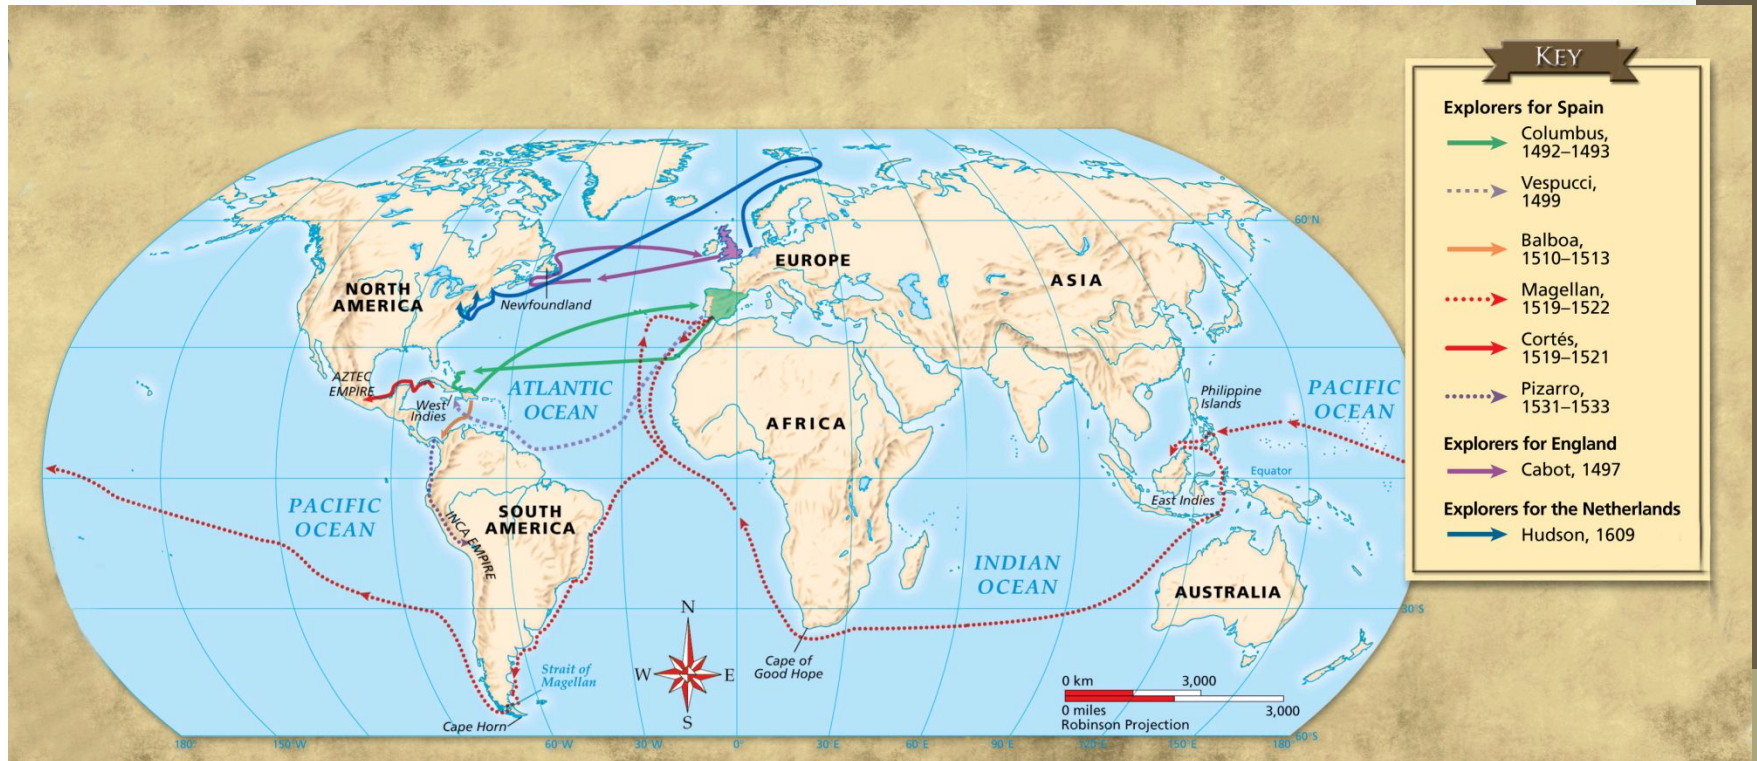 KEY
Explorers for Spain
Columbus,
1492–1493
Vespucci,
1499
Balboa,
1510–1513
Magellan,
1519–1522
Cortés,
1519–1521
Pizarro,
1531–1533
Explorers for England
Cabot, 1497
Explorers for the Netherlands
Hudson, 1609
60°N
EUROPE
ASIA
NORTH
AMERICA
Newfoundland
AZTEC
EMPIRE
West
Indies
ATLANTIC
OCEAN
AFRICA
Philippine
Islands
PACIFIC
OCEAN
Equator
East Indies
PACIFIC
OCEAN
SOUTH
AMERICA
INCA EMPIRE
INDIAN
OCEAN
AUSTRALIA
30°S
N
W
E
S
Strait of
Magellan
Cape of
Good Hope
Cape Horn
0 km 3,000
0 miles 3,000
Robinson Projection
180°
150°W
60°W
30°W
0°
30°E
60°E
90°E
120°E
150°E
180°
60°S